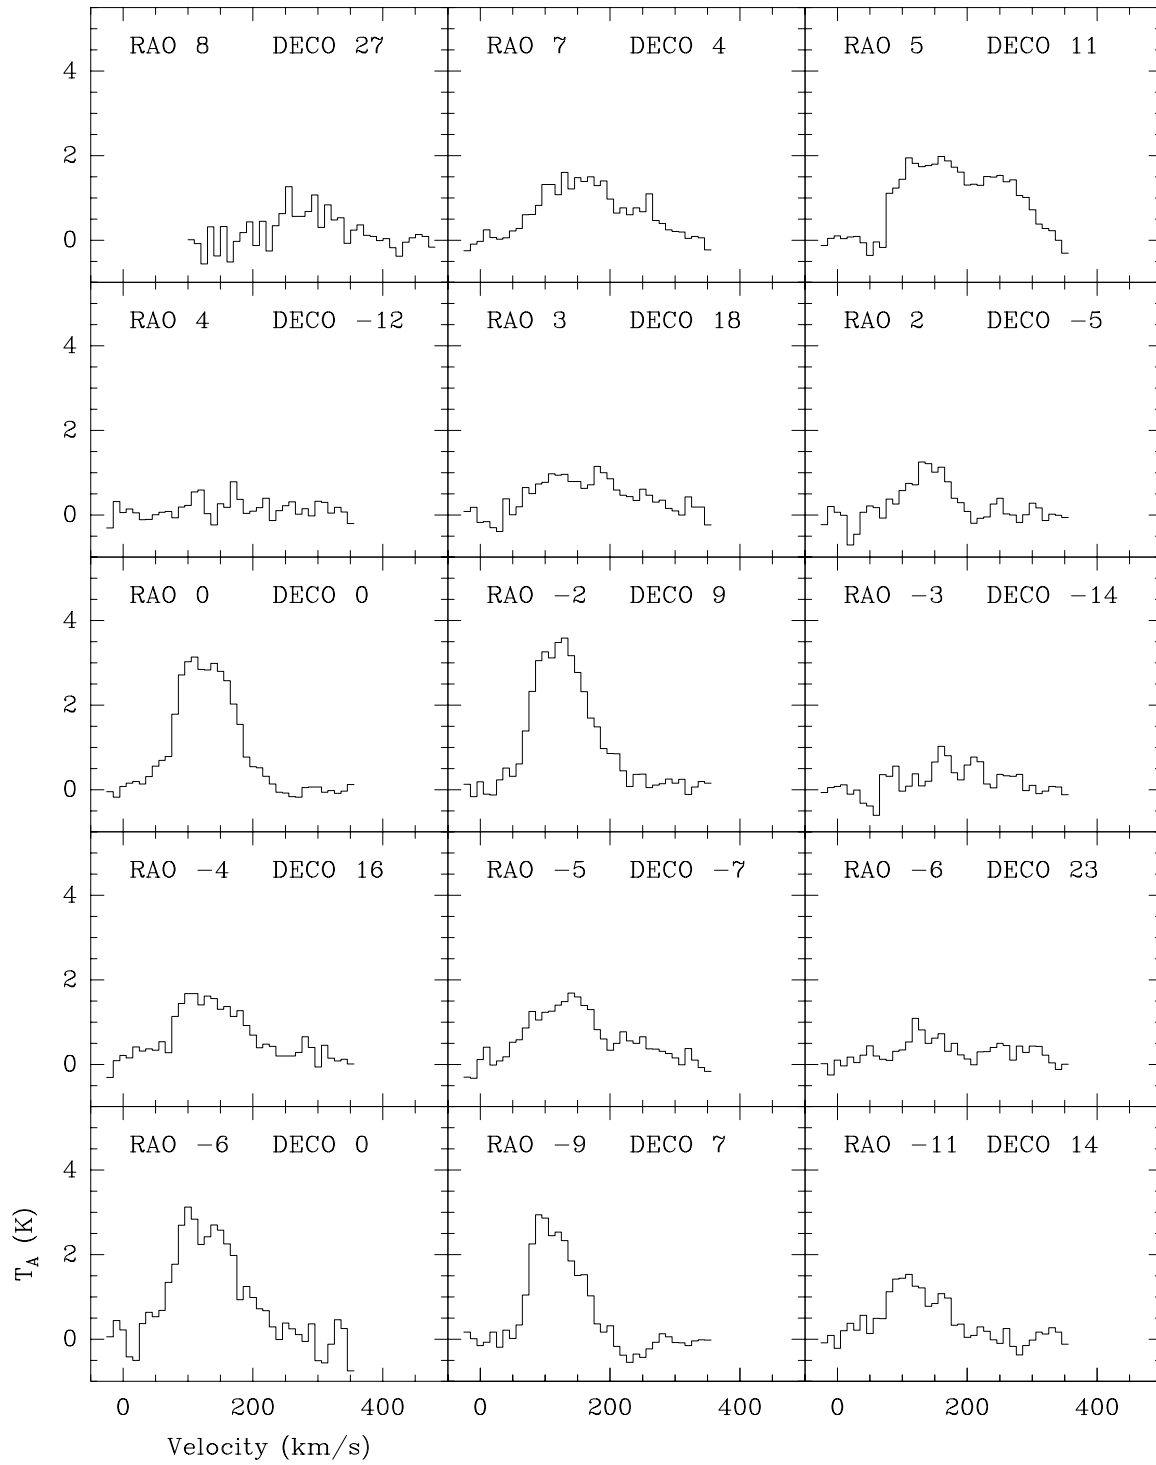 RAO 8 DECO 27
RAO 7 DECO 4
RAO 5 DECO 11
4
2
0
RAO 4 DECO −12
RAO 3 DECO 18
RAO 2 DECO −5
4
2
0
RAO 0 DECO 0
RAO −2 DECO 9
RAO −3 DECO −14
4
2
0
RAO −4 DECO 16
RAO −5 DECO −7
RAO −6 DECO 23
4
2
0
RAO −6 DECO 0
RAO −9 DECO 7
RAO −11 DECO 14
4
2
0
T_A (K)
0 200 400 0 200 400 0 200 400
Velocity (km/s)